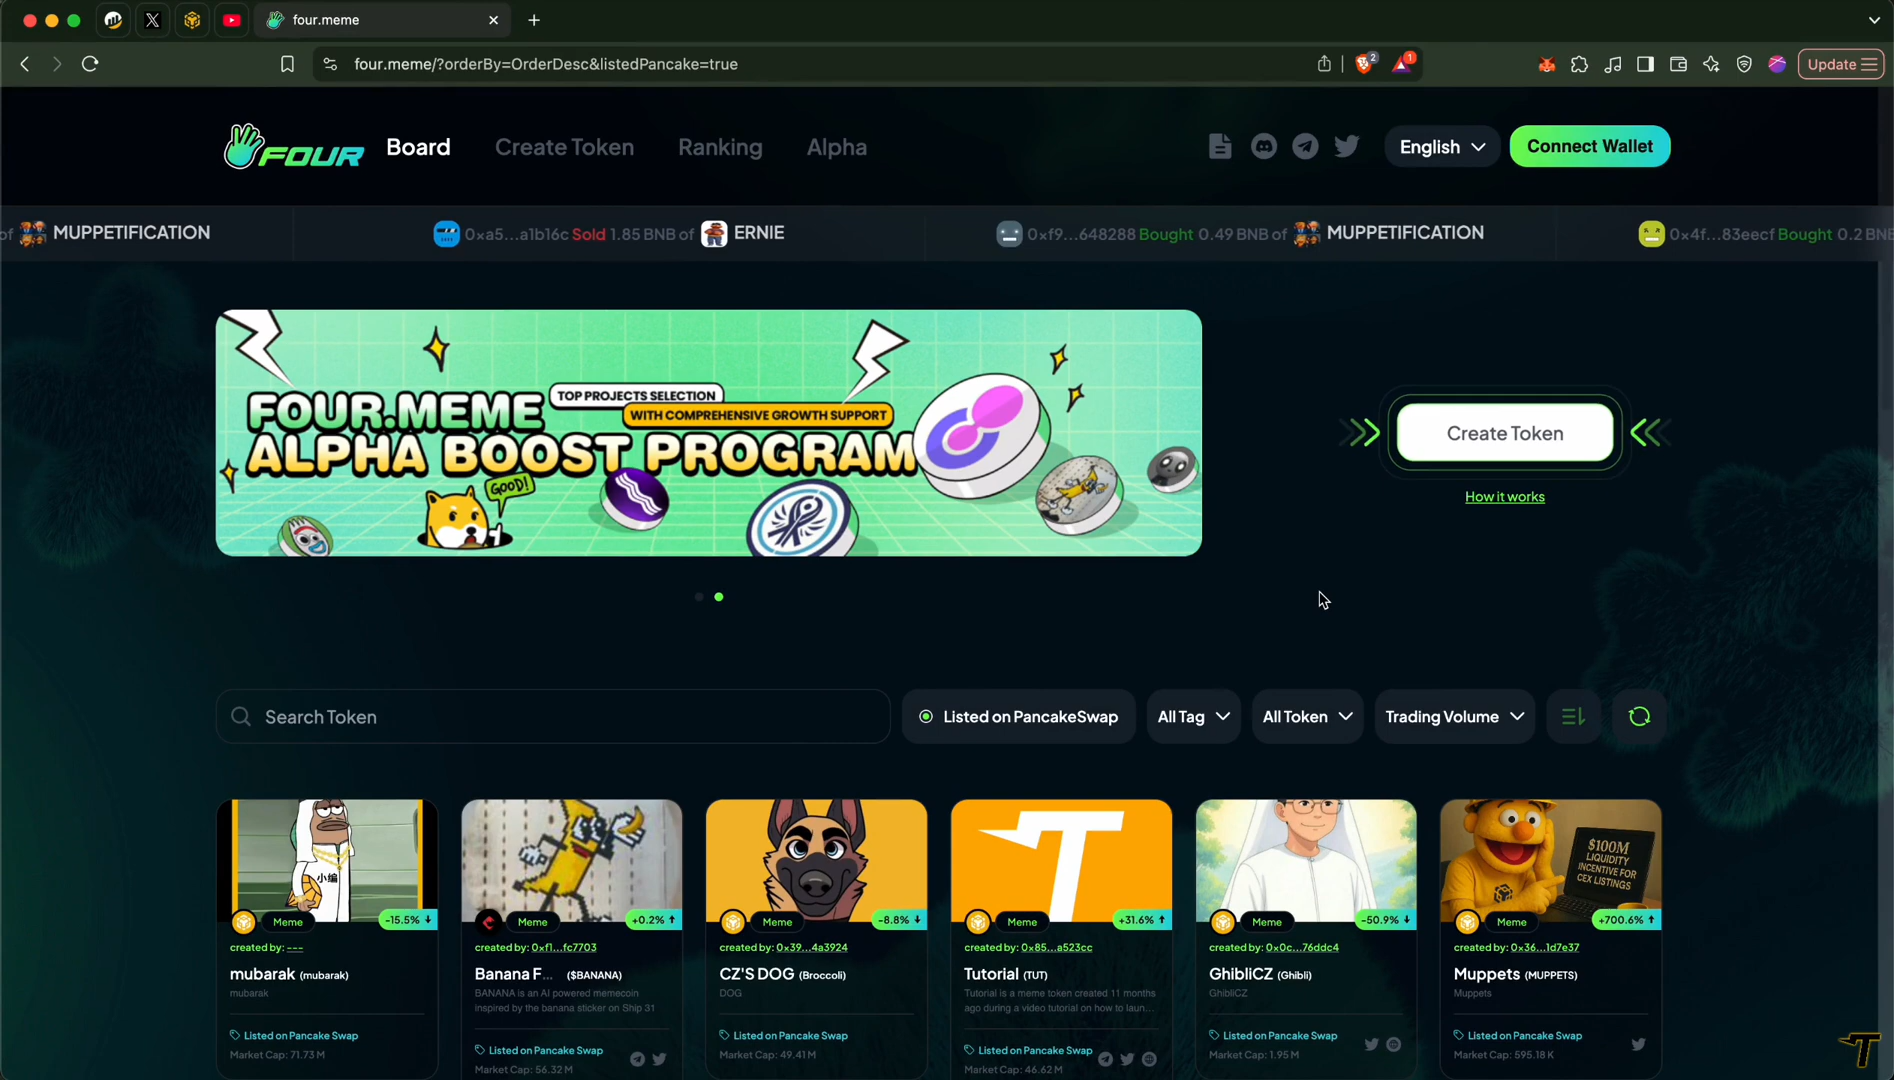 four.meme
four.meme/?orderBy=OrderDesc&listedPancake=true
2
1
Update
FOUR
Board
Create Token
Ranking
Alpha
English
Connect Wallet
of MUPPETIFICATION
0xa5...a1b16c Sold 1.85 BNB of ERNIE
0xf9...648288 Bought 0.49 BNB of MUPPETIFICATION
0x4f...83eecf Bought 0.2 BNB
FOUR.MEME
TOP PROJECTS SELECTION
WITH COMPREHENSIVE GROWTH SUPPORT
ALPHA BOOST PROGRAM
GOOD!
Create Token
How it works
Search Token
Listed on PancakeSwap
All Tag
All Token
Trading Volume
小编
Meme
-15.5%
created by: ---
mubarak (mubarak)
mubarak
Listed on Pancake Swap
Market Cap: 71.73 M
Meme
+0.2%
created by: 0xf1...fc7703
Banana F... ($BANANA)
BANANA is an AI powered memecoin
inspired by the banana sticker on Ship 31
Listed on Pancake Swap
Market Cap: 56.32 M
Meme
-8.8%
created by: 0x39...4a3924
CZ'S DOG (Broccoli)
DOG
Listed on Pancake Swap
Market Cap: 49.41 M
Meme
+31.6%
created by: 0x85...a523cc
Tutorial (TUT)
Tutorial is a meme token created 11 months
ago during a video tutorial on how to laun...
Listed on Pancake Swap
Market Cap: 46.62 M
Meme
-50.9%
created by: 0x0c...76ddc4
GhibliCZ (Ghibli)
GhibliCZ
Listed on Pancake Swap
Market Cap: 1.95 M
$100M
LIQUIDITY
INCENTIVE FOR
CEX LISTINGS
Meme
+700.6%
created by: 0x36...1d7e37
Muppets (MUPPETS)
Muppets
Listed on Pancake Swap
Market Cap: 595.18 K